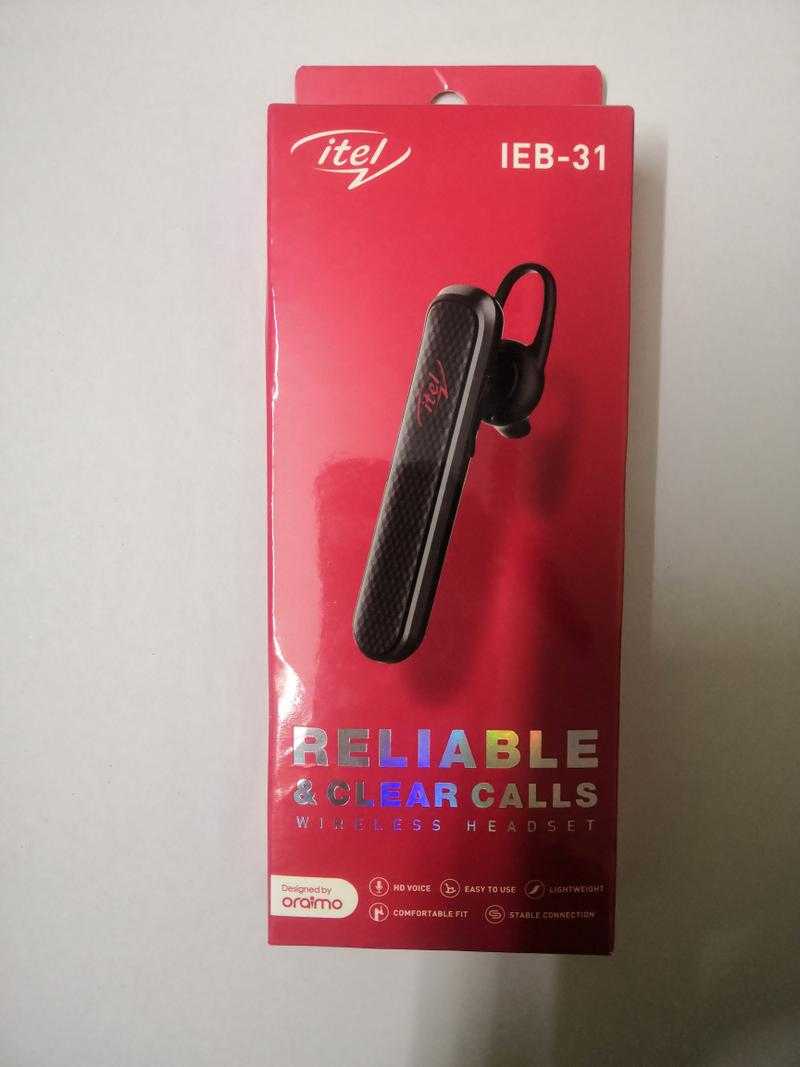 itel
IEB-31
itel
RELIABLE
& CLEAR CALLS
WIRELESS HEADSET
Designed by
oraimo
HD VOICE
EASY TO USE
LIGHTWEIGHT
COMFORTABLE FIT
STABLE CONNECTION